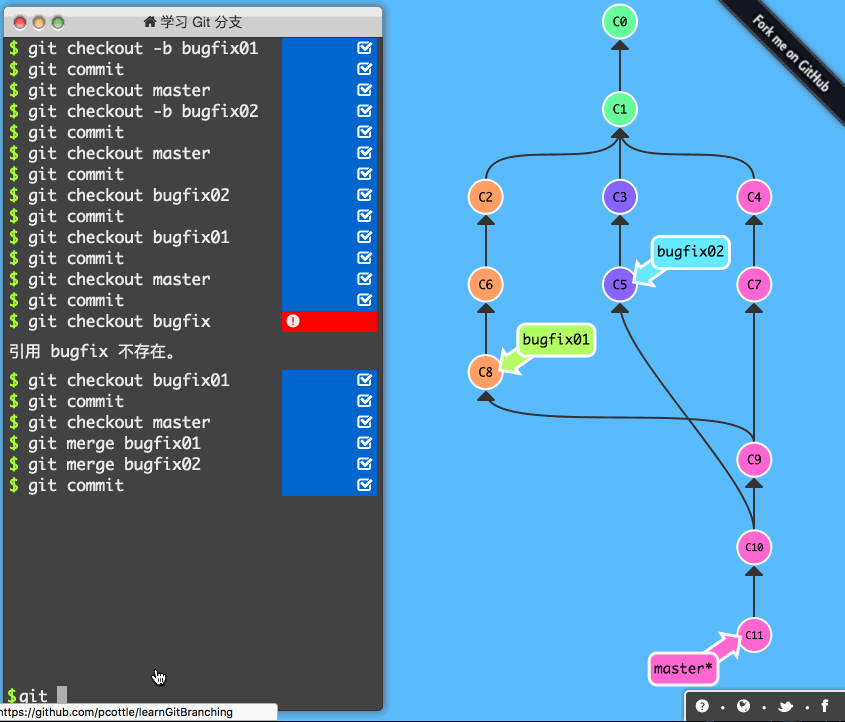 学习 Git 分支
$ git checkout -b bugfix01
$ git commit
$ git checkout master
$ git checkout -b bugfix02
$ git commit
$ git checkout master
$ git commit
$ git checkout bugfix02
$ git commit
$ git checkout bugfix01
$ git commit
$ git checkout master
$ git commit
$ git checkout bugfix
引用 bugfix 不存在。
$ git checkout bugfix01
$ git commit
$ git checkout master
$ git merge bugfix01
$ git merge bugfix02
$ git commit
$git
https://github.com/pcottle/learnGitBranching
C0
Fork me on GitHub
C1
C2
C3
C4
bugfix02
C6
C5
C7
bugfix01
C8
C9
C10
C11
master*